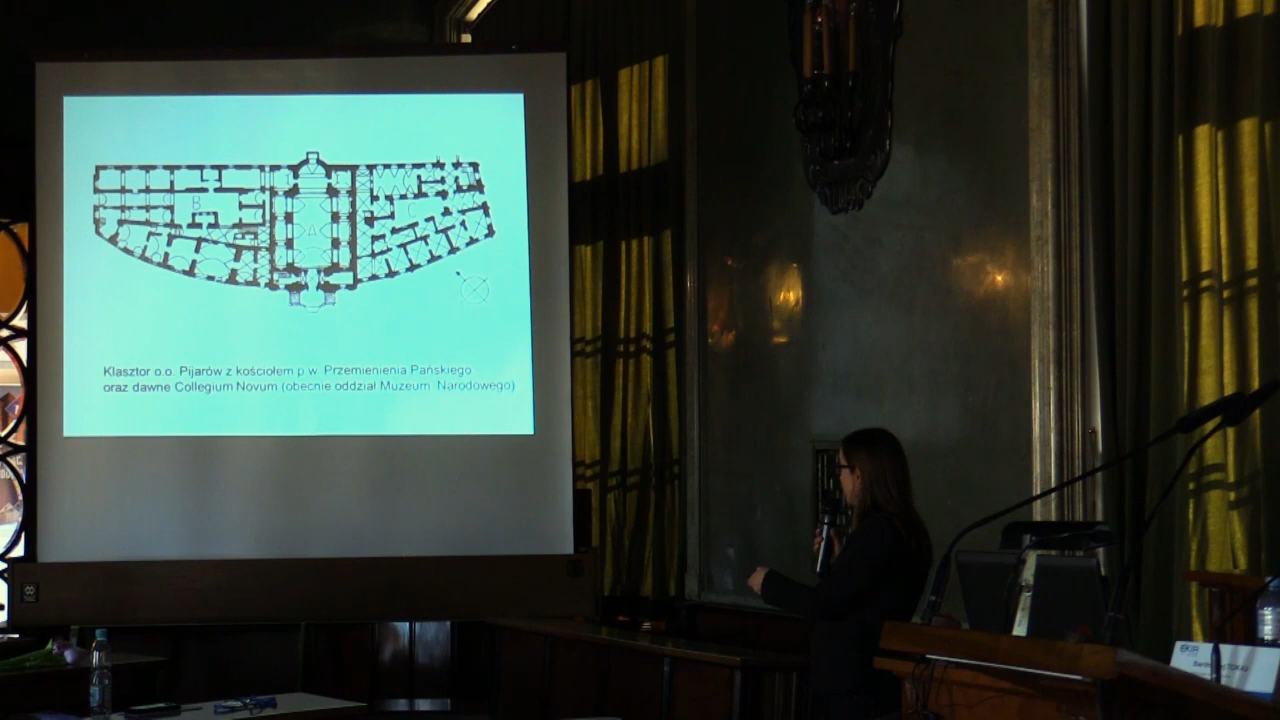 B
A
C
Klasztor o.o. Pijarów z kościołem p.w. Przemienienia Pańskiego
oraz dawne Collegium Novum (obecnie oddział Muzeum Narodowego)